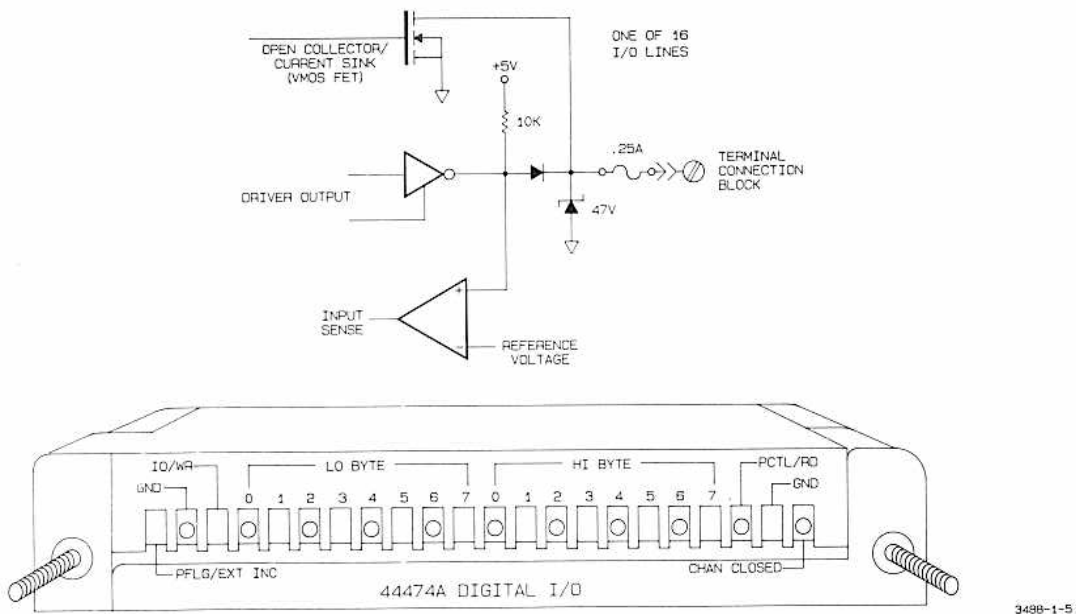 OPEN COLLECTOR/
CURRENT SINK
(VMOS FET)
ONE OF 16
I/O LINES
+5V
10K
.25A
TERMINAL
CONNECTION
BLOCK
DRIVER OUTPUT
47V
+
INPUT
SENSE
-
REFERENCE
VOLTAGE
IO/WR
LO BYTE
HI BYTE
PCTL/RD
GND
GND
0 1 2 3 4 5 6 7 0 1 2 3 4 5 6 7
PFLG/EXT INC
CHAN CLOSED
44474A DIGITAL I/O
3488-1-5